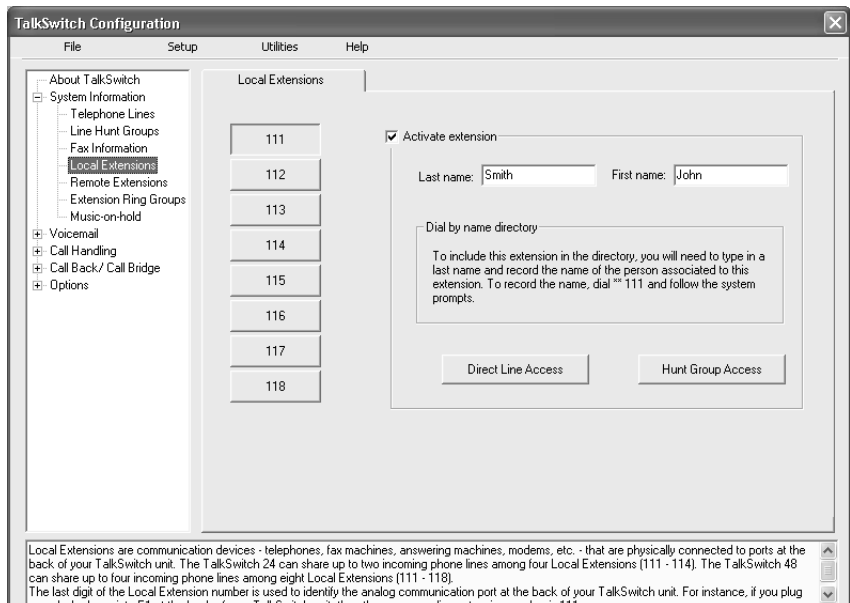 TalkSwitch Configuration
File Setup Utilities Help
About TalkSwitch
System Information
Telephone Lines
Line Hunt Groups
Fax Information
Local Extensions
Remote Extensions
Extension Ring Groups
Music-on-hold
Voicemail
Call Handling
Call Back/ Call Bridge
Options
Local Extensions
111
112
113
114
115
116
117
118
Activate extension
Last name: Smith First name: John
Dial by name directory
To include this extension in the directory, you will need to type in a
last name and record the name of the person associated to this
extension. To record the name, dial ** 111 and follow the system
prompts.
Direct Line Access Hunt Group Access
Local Extensions are communication devices - telephones, fax machines, answering machines, modems, etc. - that are physically connected to ports at the
back of your TalkSwitch unit. The TalkSwitch 24 can share up to two incoming phone lines among four Local Extensions (111 - 114). The TalkSwitch 48
can share up to four incoming phone lines among eight Local Extensions (111 - 118).
The last digit of the Local Extension number is used to identify the analog communication port at the back of your TalkSwitch unit. For instance, if you plug